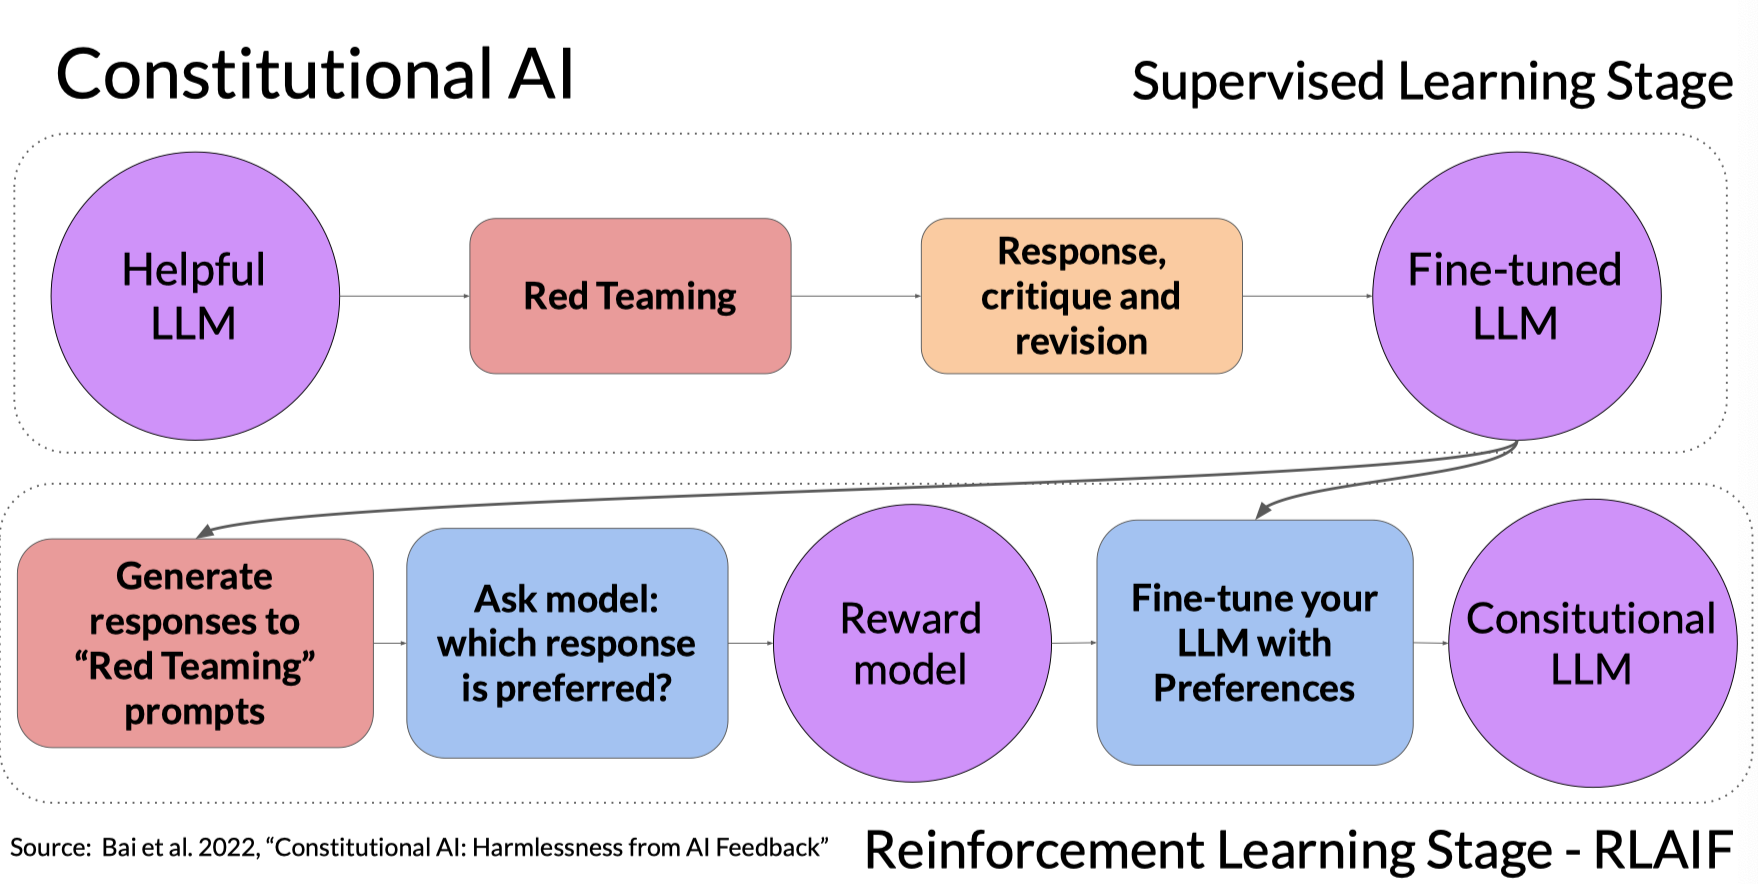 Constitutional AI
Supervised Learning Stage
Helpful
LLM
Red Teaming
Response,
critique and
revision
Fine-tuned
LLM
Generate
responses to
“Red Teaming”
prompts
Ask model:
which response
is preferred?
Reward
model
Fine-tune your
LLM with
Preferences
Consitutional
LLM
Source:  Bai et al. 2022, “Constitutional AI: Harmlessness from AI Feedback”
Reinforcement Learning Stage - RLAIF